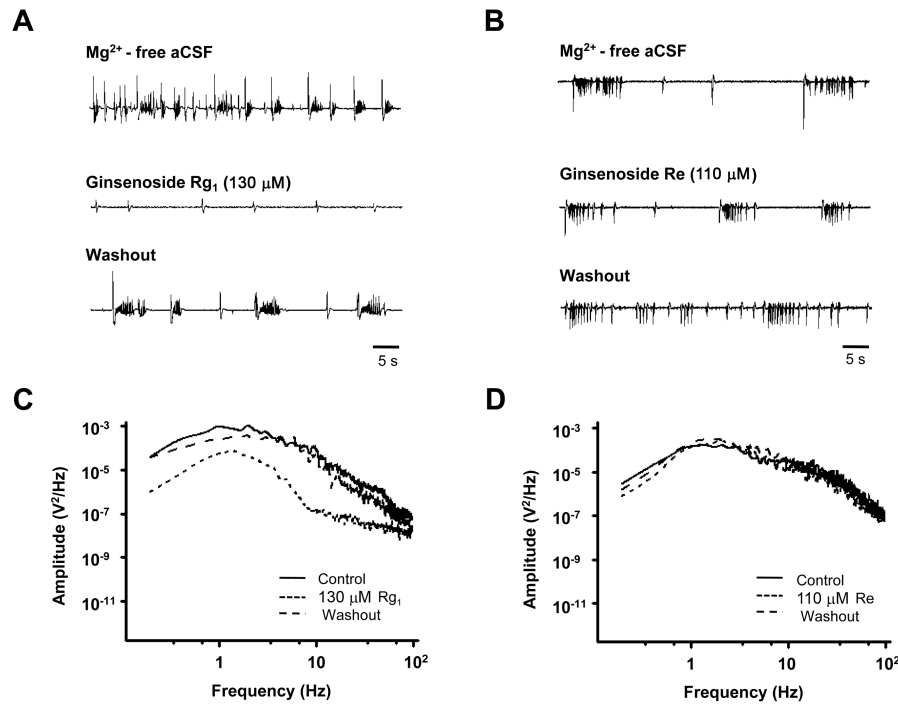 A
Mg²⁺ - free aCSF
Ginsenoside Rg₁ (130 μM)
Washout
5 s
B
Mg²⁺ - free aCSF
Ginsenoside Re (110 μM)
Washout
5 s
C
Amplitude (V²/Hz)
10⁻³
10⁻⁵
10⁻⁷
10⁻⁹
10⁻¹¹
Control
130 μM Rg₁
Washout
1 10 10²
Frequency (Hz)
D
Amplitude (V²/Hz)
10⁻³
10⁻⁵
10⁻⁷
10⁻⁹
10⁻¹¹
Control
110 μM Re
Washout
1 10 10²
Frequency (Hz)